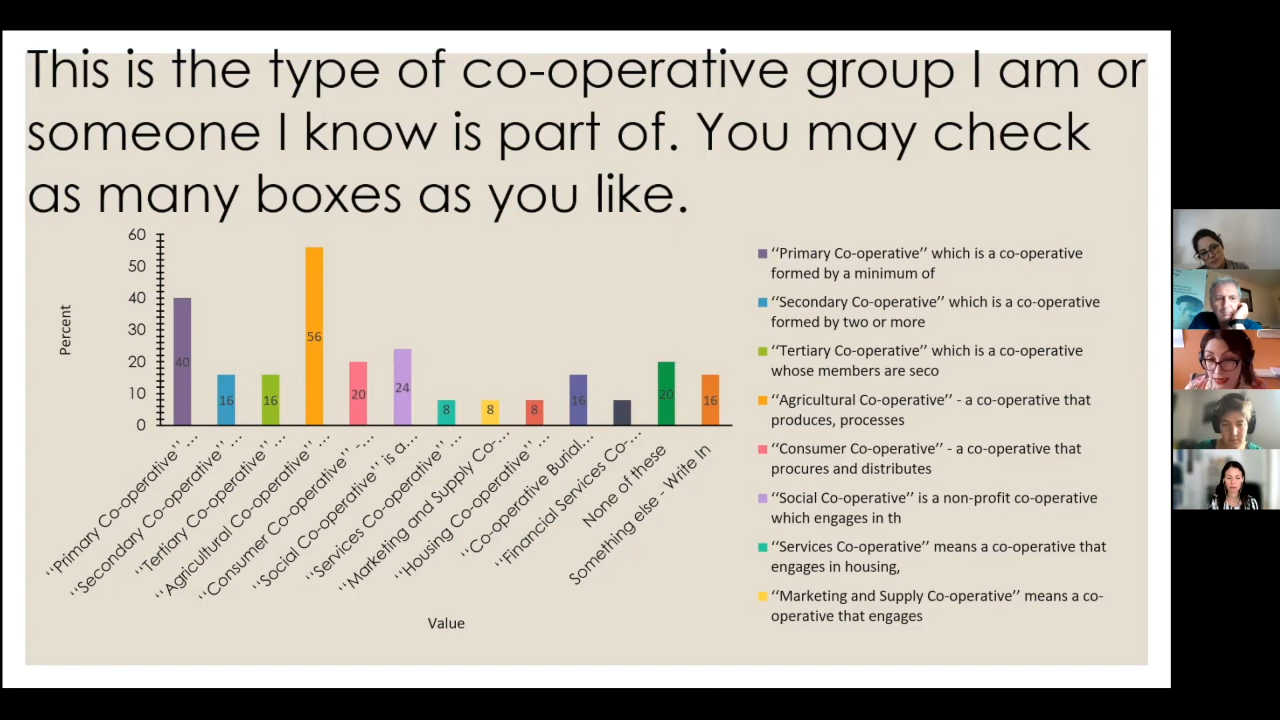 This is the type of co-operative group I am or
someone I know is part of. You may check
as many boxes as you like.
60
50
40
30
20
10
0
Percent
40
16
16
56
20
24
8
8
8
16
20
16
‘‘Primary Co-operative’’ …
‘‘Secondary Co-operative’’ …
‘‘Tertiary Co-operative’’ …
‘‘Agricultural Co-operative’’ …
‘‘Consumer Co-operative’’ -…
‘‘Social Co-operative’’ is a…
‘‘Services Co-operative’’…
‘‘Marketing and Supply Co-…
‘‘Housing Co-operative’’…
‘‘Co-operative Burial…
‘‘Financial Services Co-…
None of these
Something else - Write In
Value
‘‘Primary Co-operative’’ which is a co-operative
formed by a minimum of
‘‘Secondary Co-operative’’ which is a co-operative
formed by two or more
‘‘Tertiary Co-operative’’ which is a co-operative
whose members are seco
‘‘Agricultural Co-operative’’ - a co-operative that
produces, processes
‘‘Consumer Co-operative’’ - a co-operative that
procures and distributes
‘‘Social Co-operative’’ is a non-profit co-operative
which engages in th
‘‘Services Co-operative’’ means a co-operative that
engages in housing,
‘‘Marketing and Supply Co-operative’’ means a co-
operative that engages